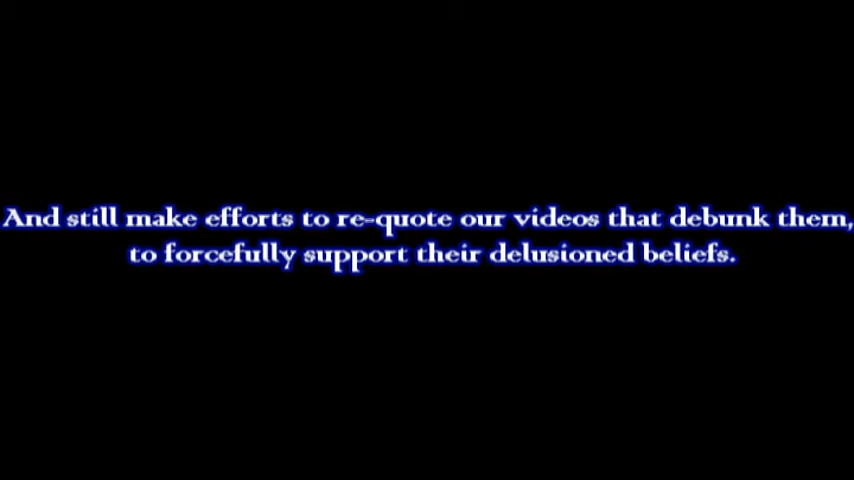 And still make efforts to re-quote our videos that debunk them,
to forcefully support their delusioned beliefs.